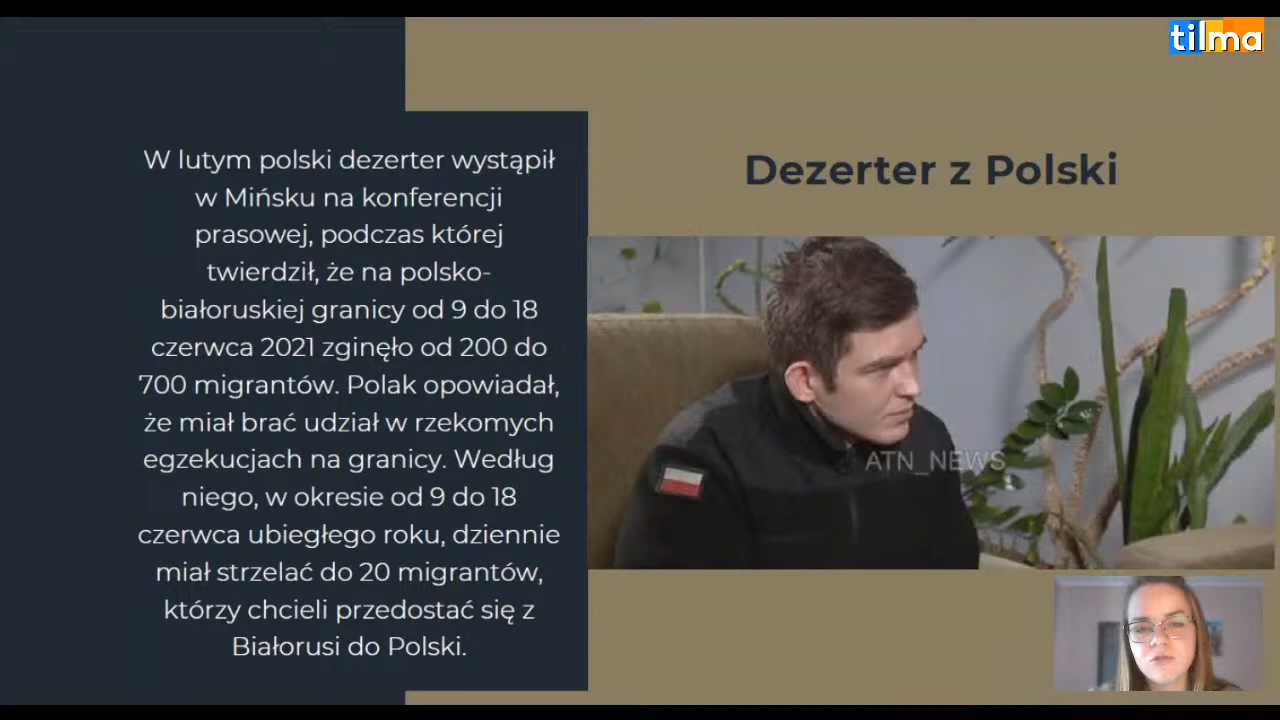 tilma
Dezerter z Polski
W lutym polski dezerter wystąpił
w Mińsku na konferencji
prasowej, podczas której
twierdził, że na polsko-
białoruskiej granicy od 9 do 18
czerwca 2021 zginęło od 200 do
700 migrantów. Polak opowiadał,
że miał brać udział w rzekomych
egzekucjach na granicy. Według
niego, w okresie od 9 do 18
czerwca ubiegłego roku, dziennie
miał strzelać do 20 migrantów,
którzy chcieli przedostać się z
Białorusi do Polski.
ATN_NEWS